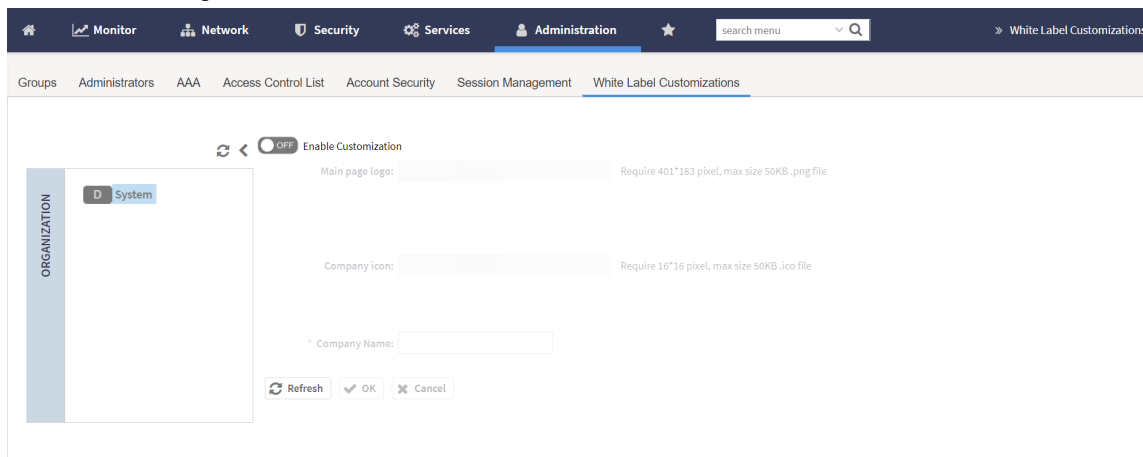 Monitor Network Security Services Administration search menu » White Label Customizations
Groups Administrators AAA Access Control List Account Security Session Management White Label Customizations
OFF Enable Customization
Main page logo: Require 401*183 pixel, max size 50KB .png file
ORGANIZATION
D System
Company icon: Require 16*16 pixel, max size 50KB .ico file
* Company Name:
Refresh OK Cancel